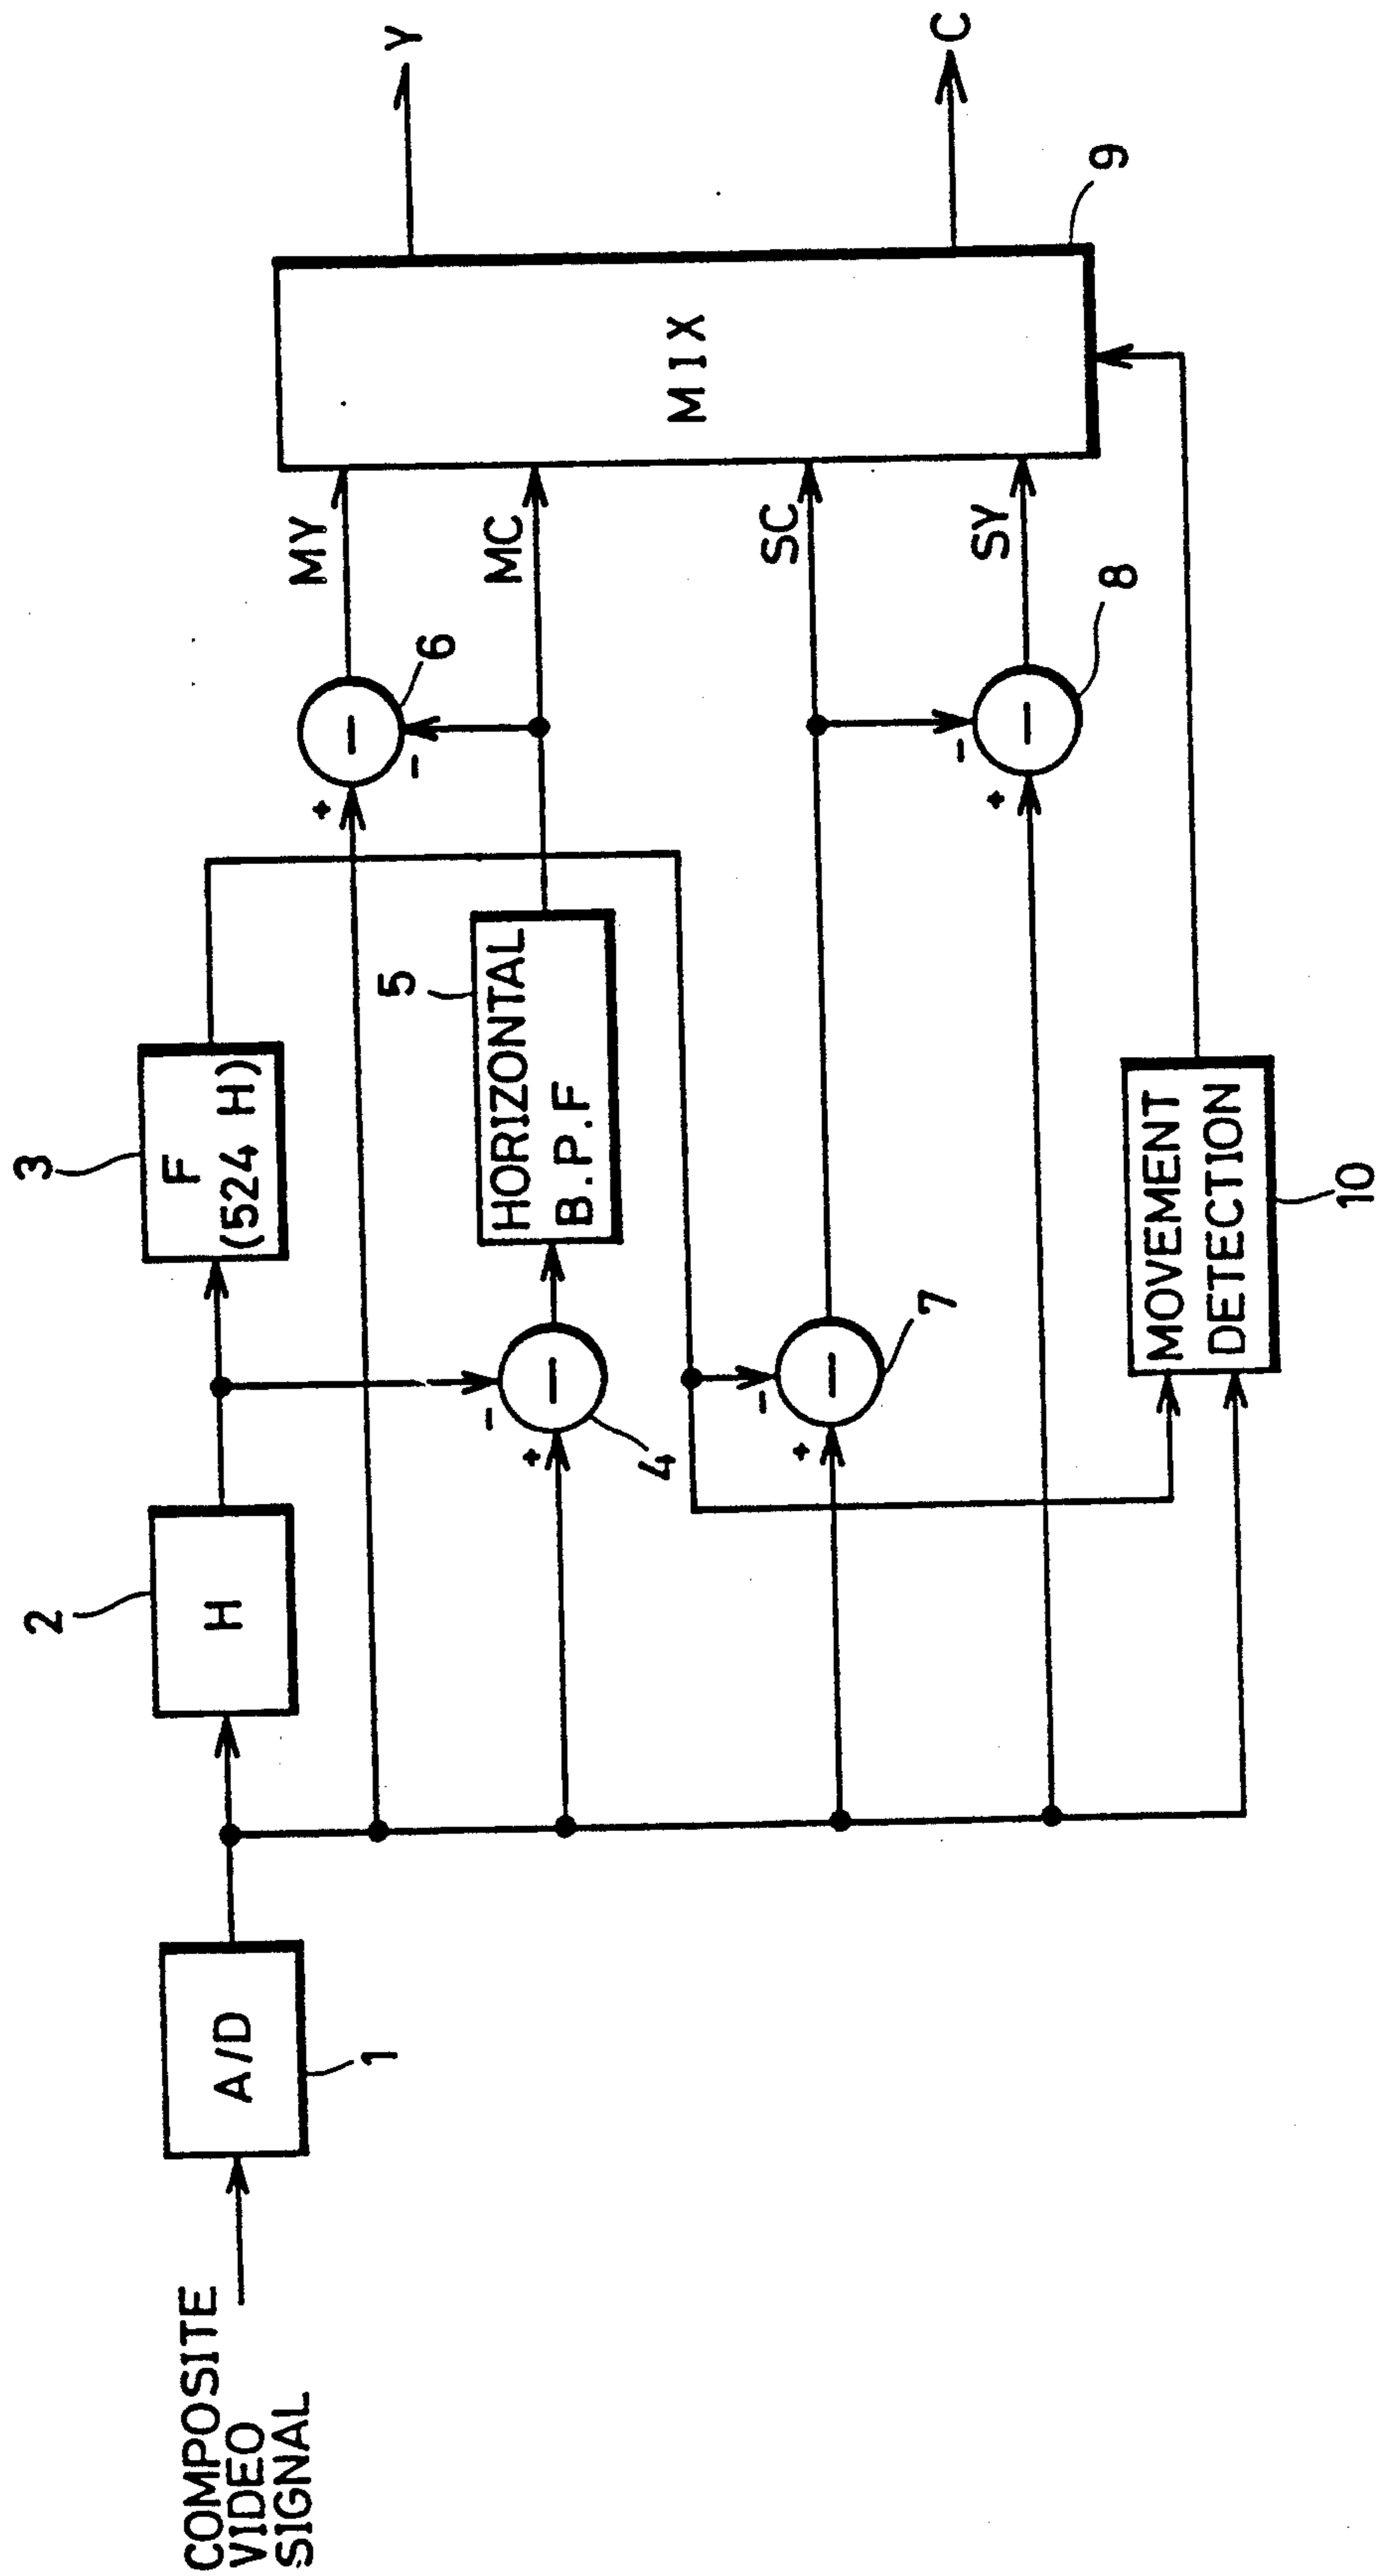 COMPOSITE
VIDEO
SIGNAL
A/D
1
H
2
F
(524 H)
3
+
-
−
4
HORIZONTAL
B.P.F
5
+
-
−
6
MY
MC
+
-
−
7
SC
SY
+
-
−
8
MIX
9
MOVEMENT
DETECTION
10
Y
C